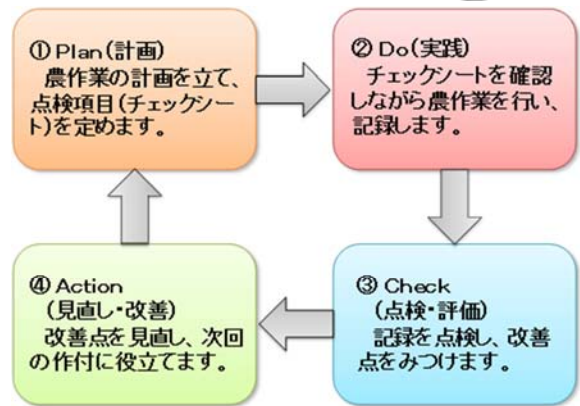 ① Plan(計画)
農作業の計画を立て、
点検項目(チェックシー
ト)を定めます。
② Do(実践)
チェックシートを確認
しながら農作業を行い、
記録します。
③ Check
(点検・評価)
記録を点検し、改善
点をみつけます。
④ Action
(見直し・改善)
改善点を見直し、次回
の作付に役立てます。